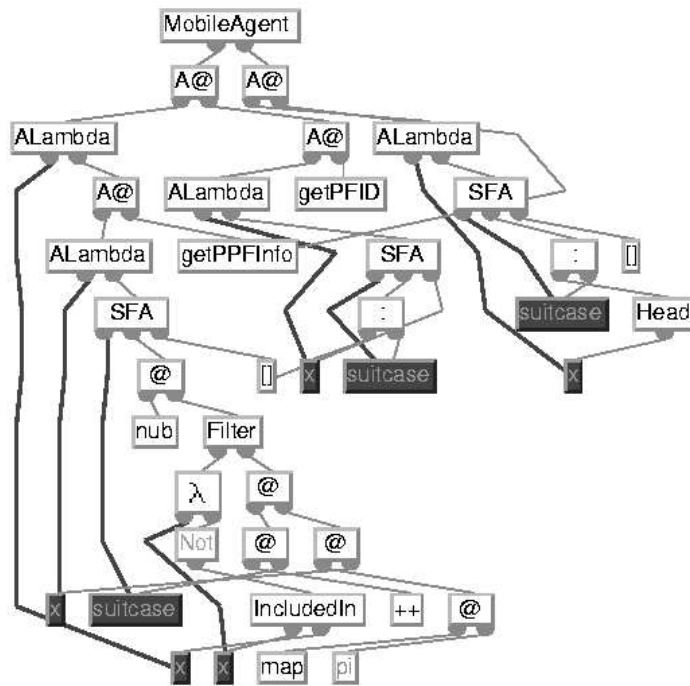 MobileAgent
A@ A@
ALambda A@ ALambda
A@ ALambda getPFID SFA
ALambda getPPFInfo SFA : []
SFA : suitcase Head
@ [] x suitcase x
nub Filter
λ @
Not @ @
x suitcase IncludedIn ++ @
x x map pi